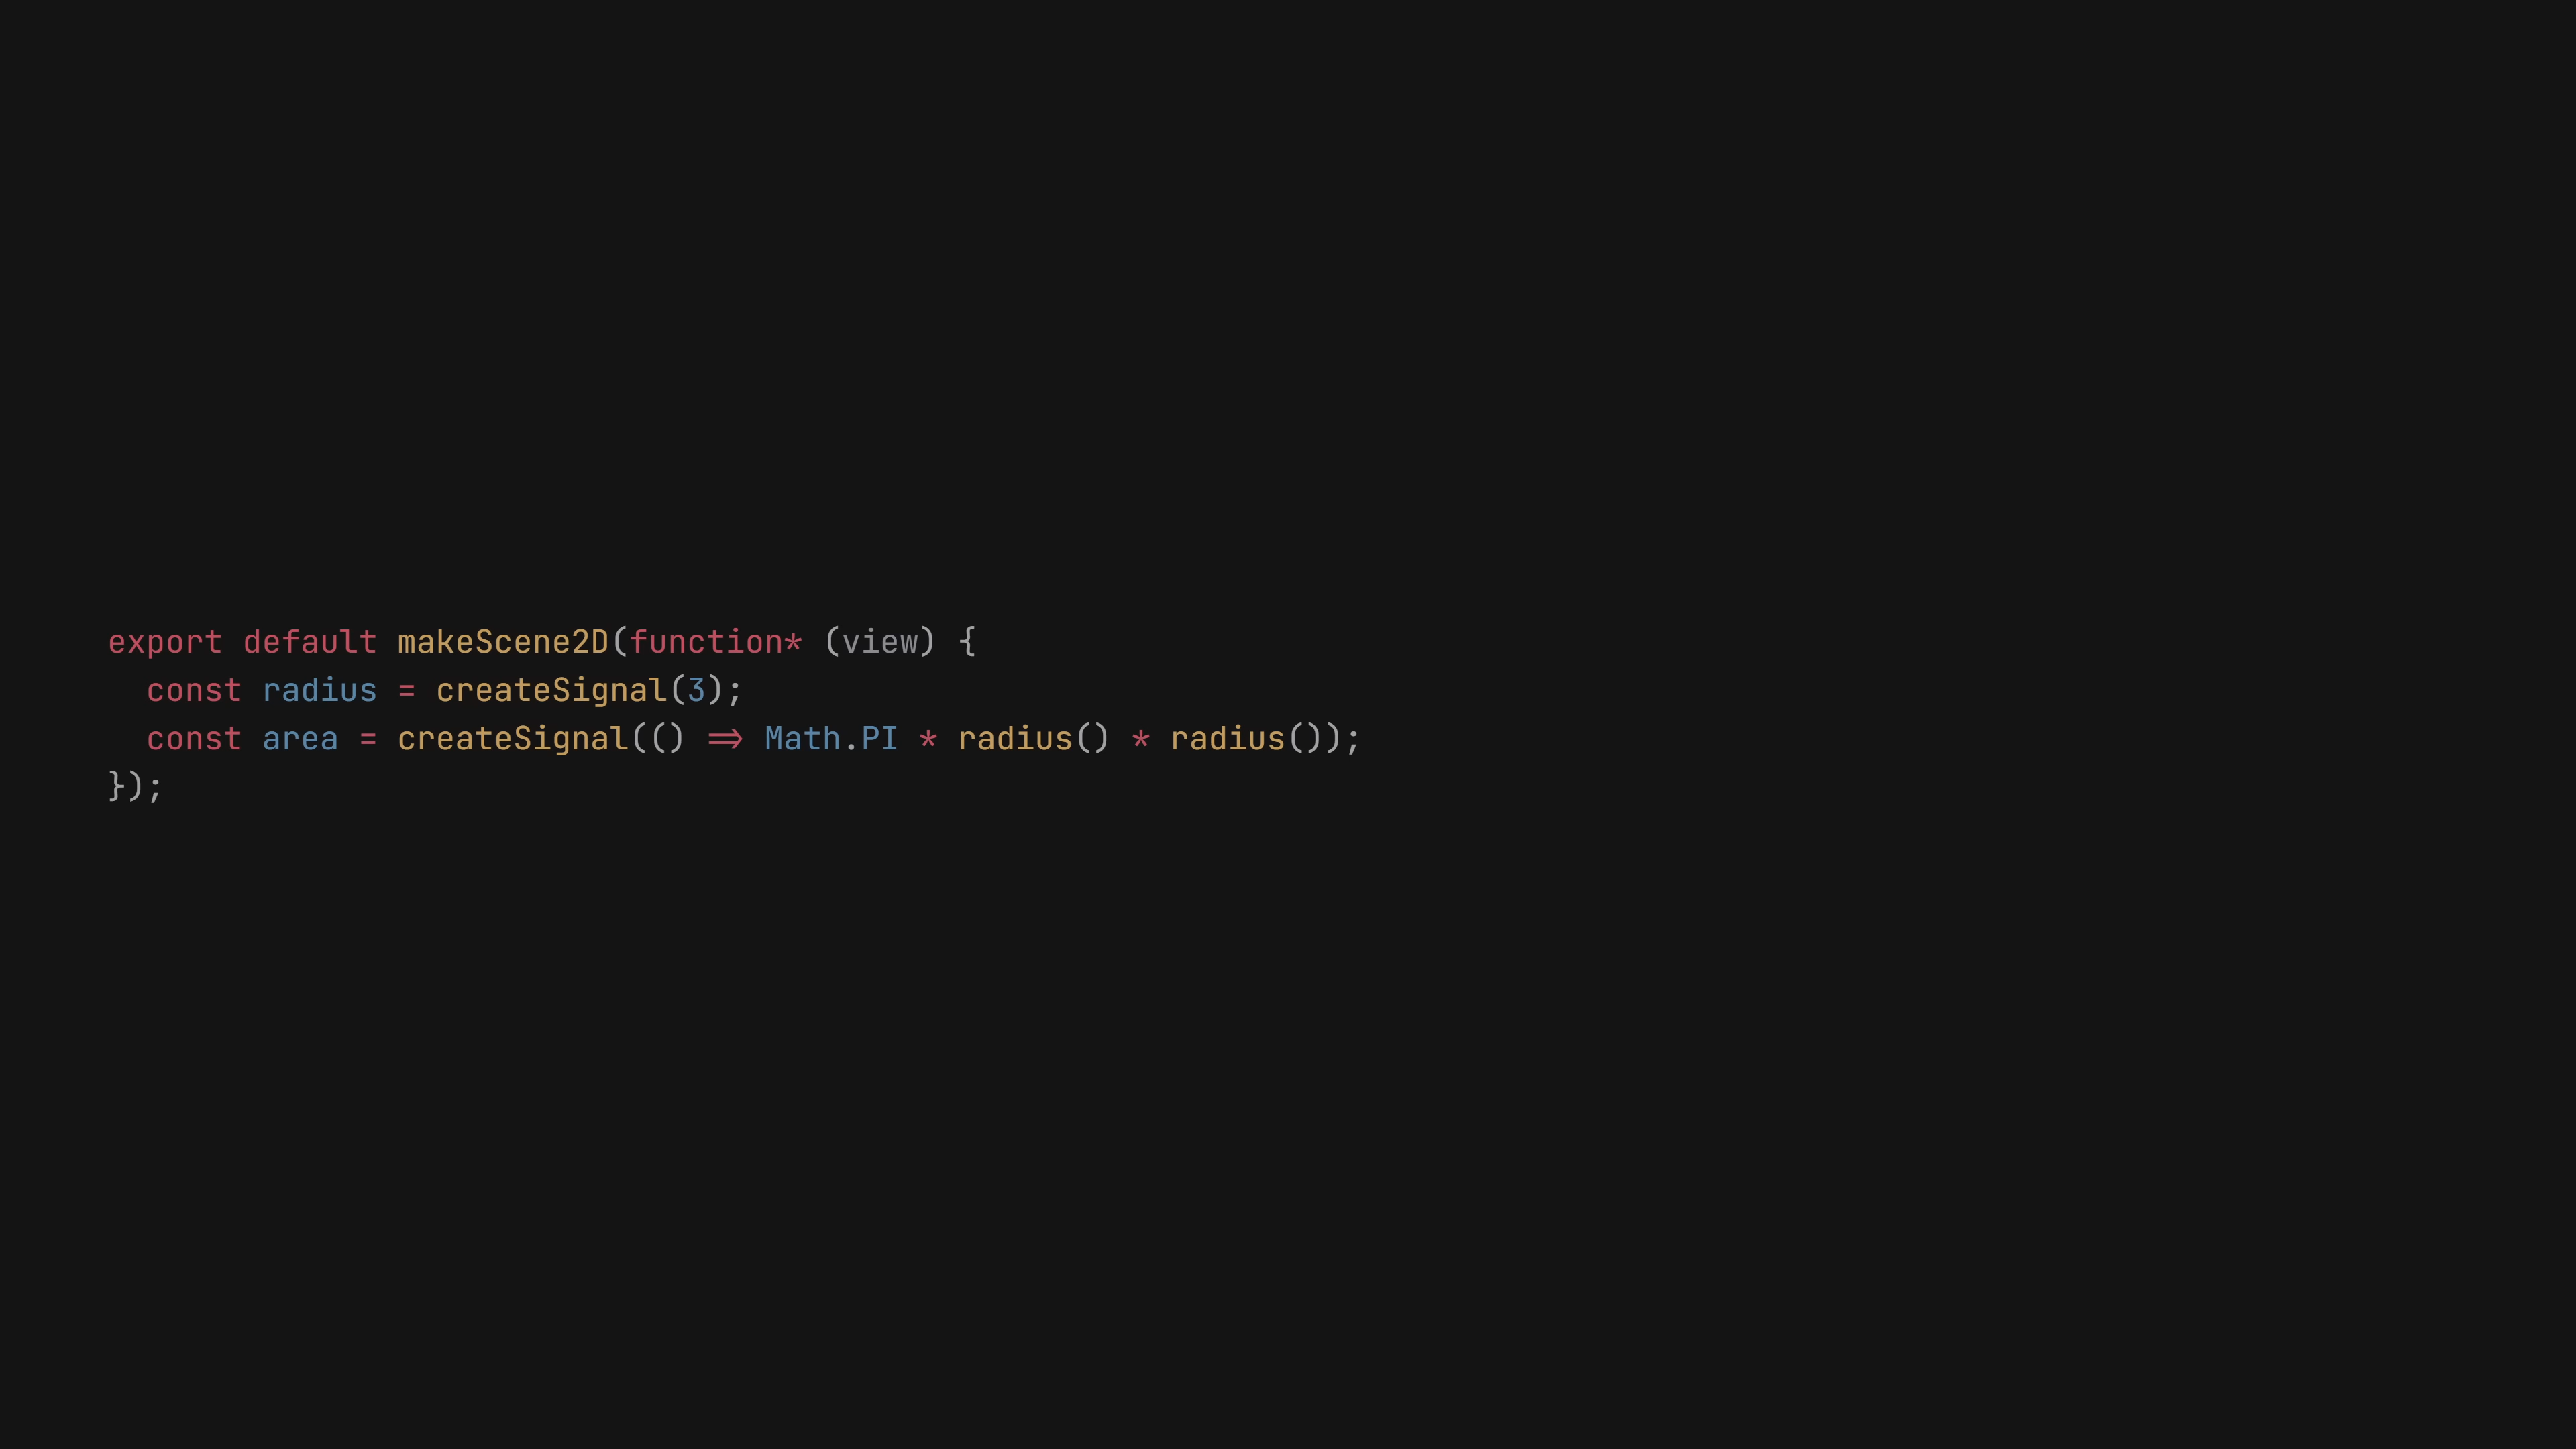 export default makeScene2D(function* (view) {
  const radius = createSignal(3);
  const area = createSignal(() => Math.PI * radius() * radius());
});